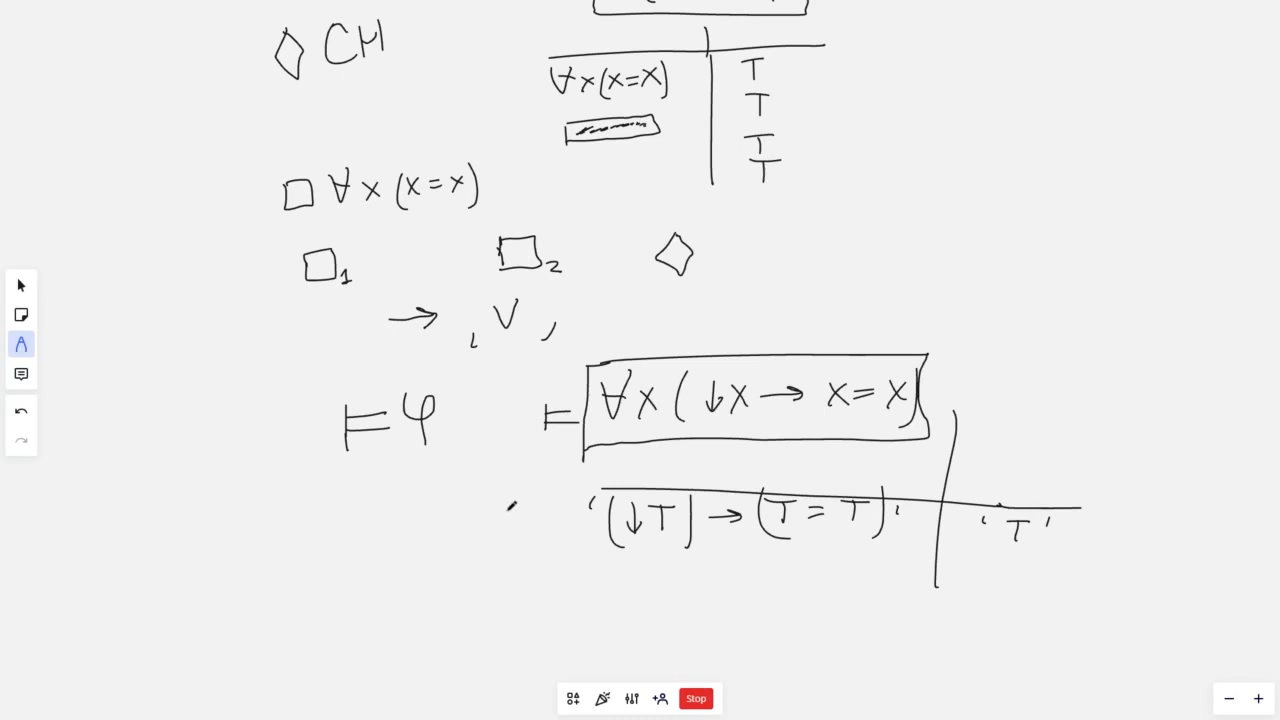 ◇ CH
∀x(x=x) T
T
T
T
□ ∀x (x=x)
□₁ □₂ ◇
→ , ∨ ,
⊨φ ⊨ ∀x (↓x → x=x)
'(↓T) → (T = T)' 'T'
Stop